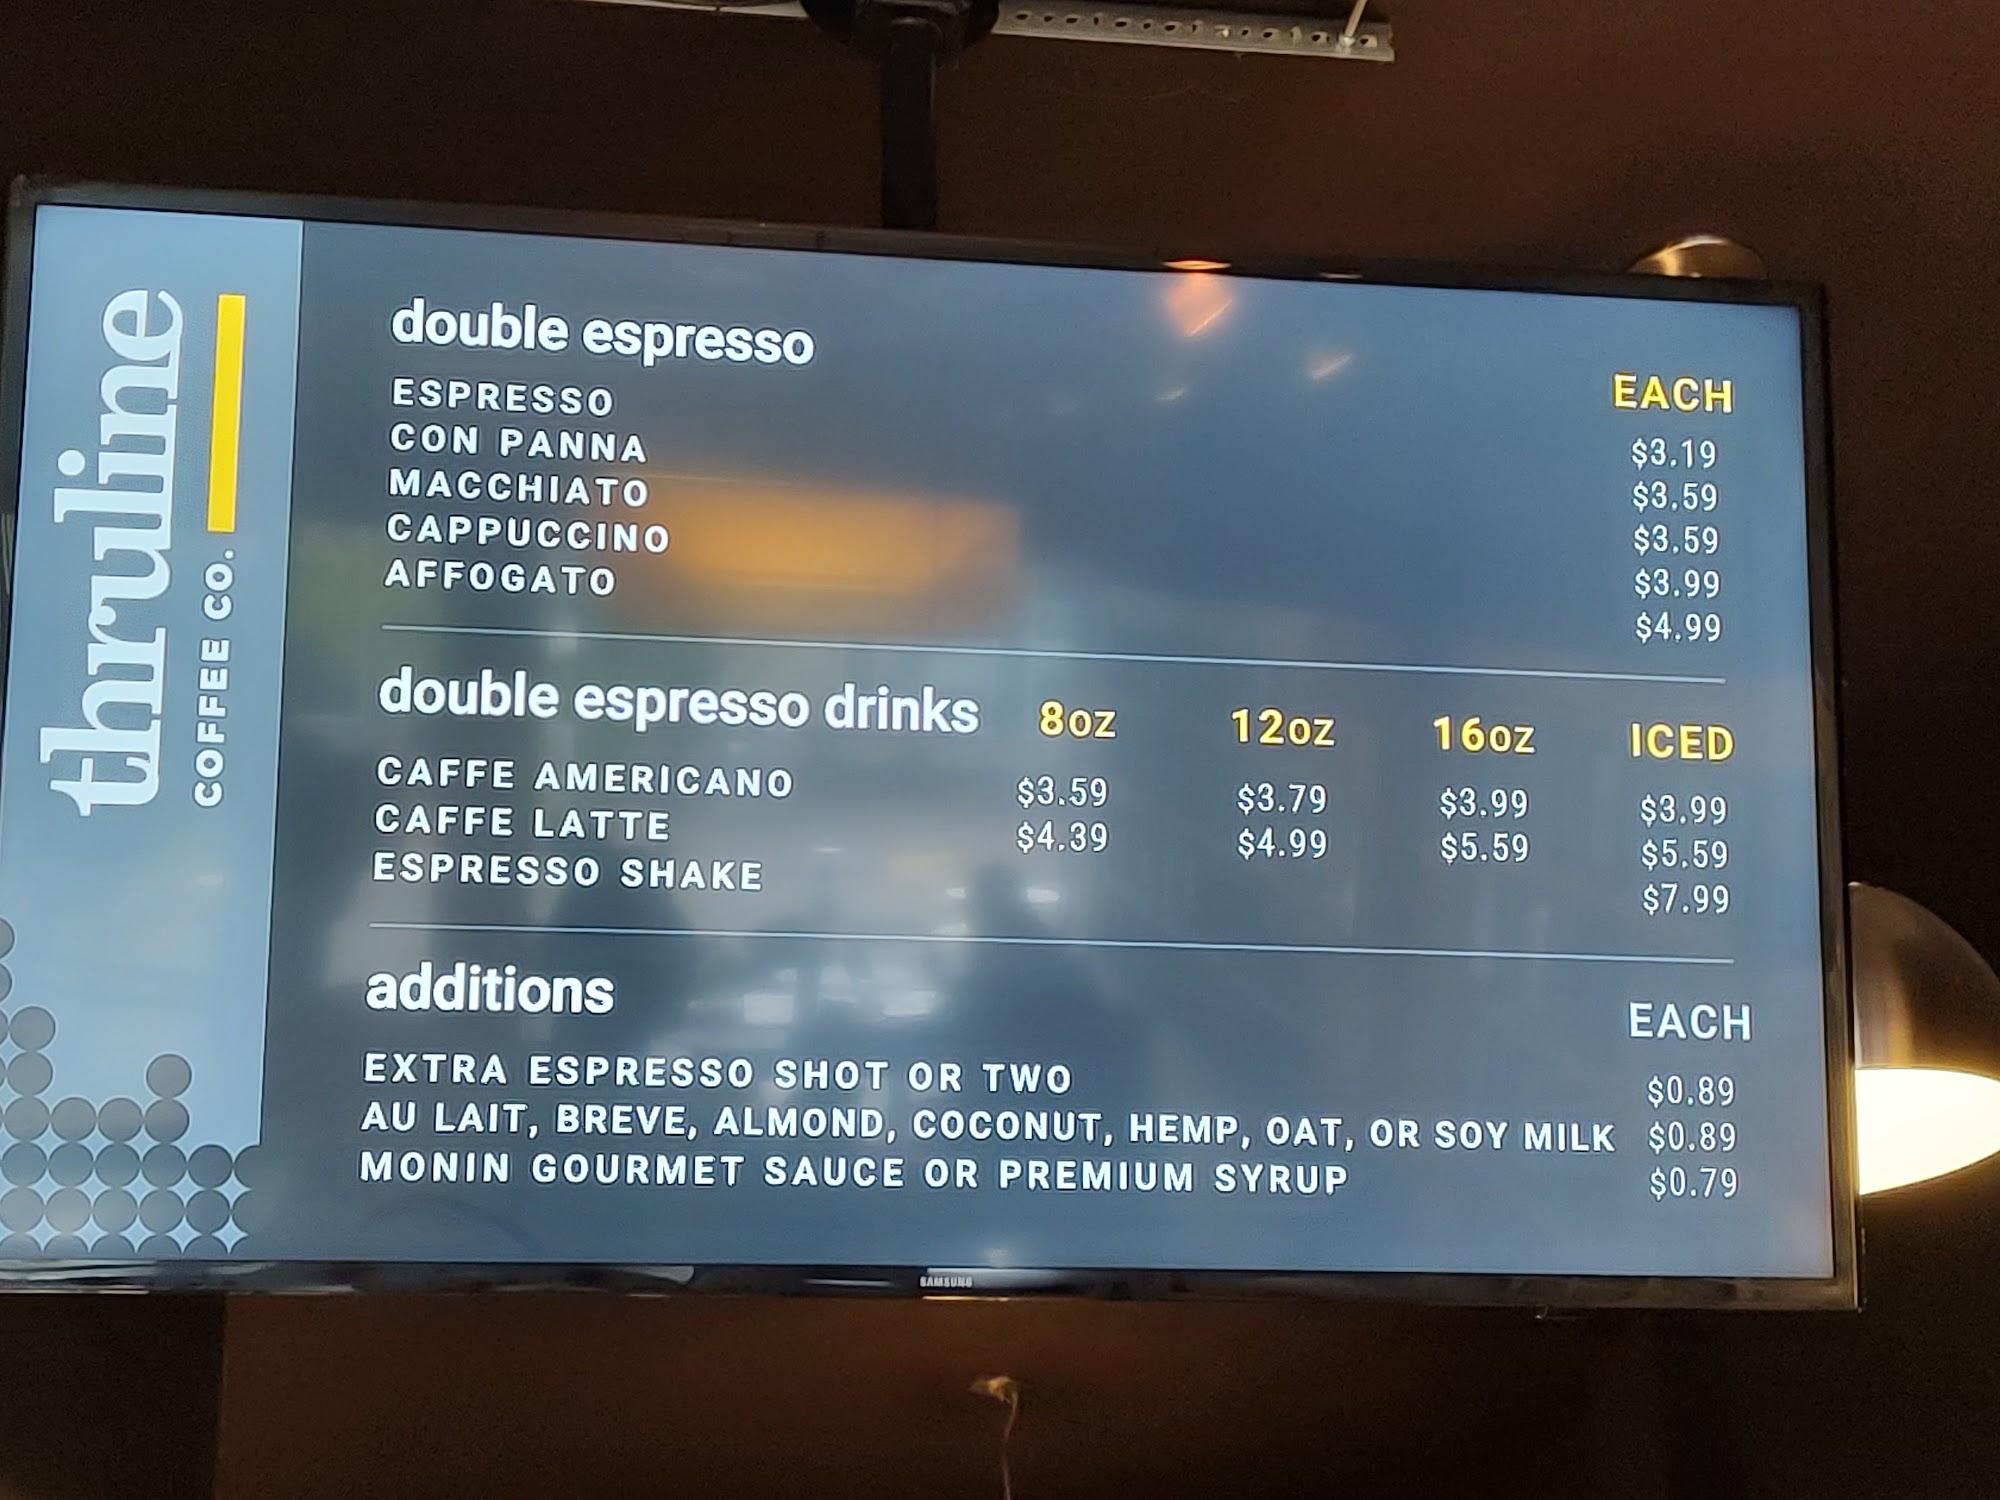 thruline
COFFEE CO.
double espresso
EACH
ESPRESSO $3.19
CON PANNA $3.59
MACCHIATO $3.59
CAPPUCCINO $3.99
AFFOGATO $4.99
double espresso drinks 8oz 12oz 16oz ICED
CAFFE AMERICANO $3.59 $3.79 $3.99 $3.99
CAFFE LATTE $4.39 $4.99 $5.59 $5.59
ESPRESSO SHAKE $7.99
additions
EACH
EXTRA ESPRESSO SHOT OR TWO $0.89
AU LAIT, BREVE, ALMOND, COCONUT, HEMP, OAT, OR SOY MILK $0.89
MONIN GOURMET SAUCE OR PREMIUM SYRUP $0.79
SAMSUNG